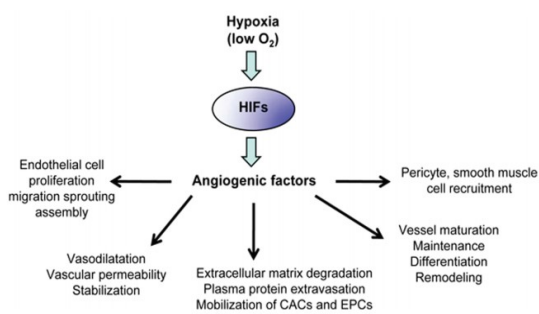 Hypoxia
(low O₂)
HIFs
Angiogenic factors
Endothelial cell
proliferation
migration sprouting
assembly
Vasodilatation
Vascular permeability
Stabilization
Extracellular matrix degradation
Plasma protein extravasation
Mobilization of CACs and EPCs
Vessel maturation
Maintenance
Differentiation
Remodeling
Pericyte, smooth muscle
cell recruitment